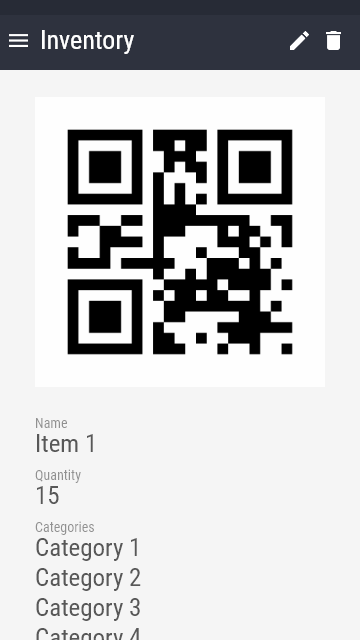 Inventory
Name
Item 1
Quantity
15
Categories
Category 1
Category 2
Category 3
Category 4